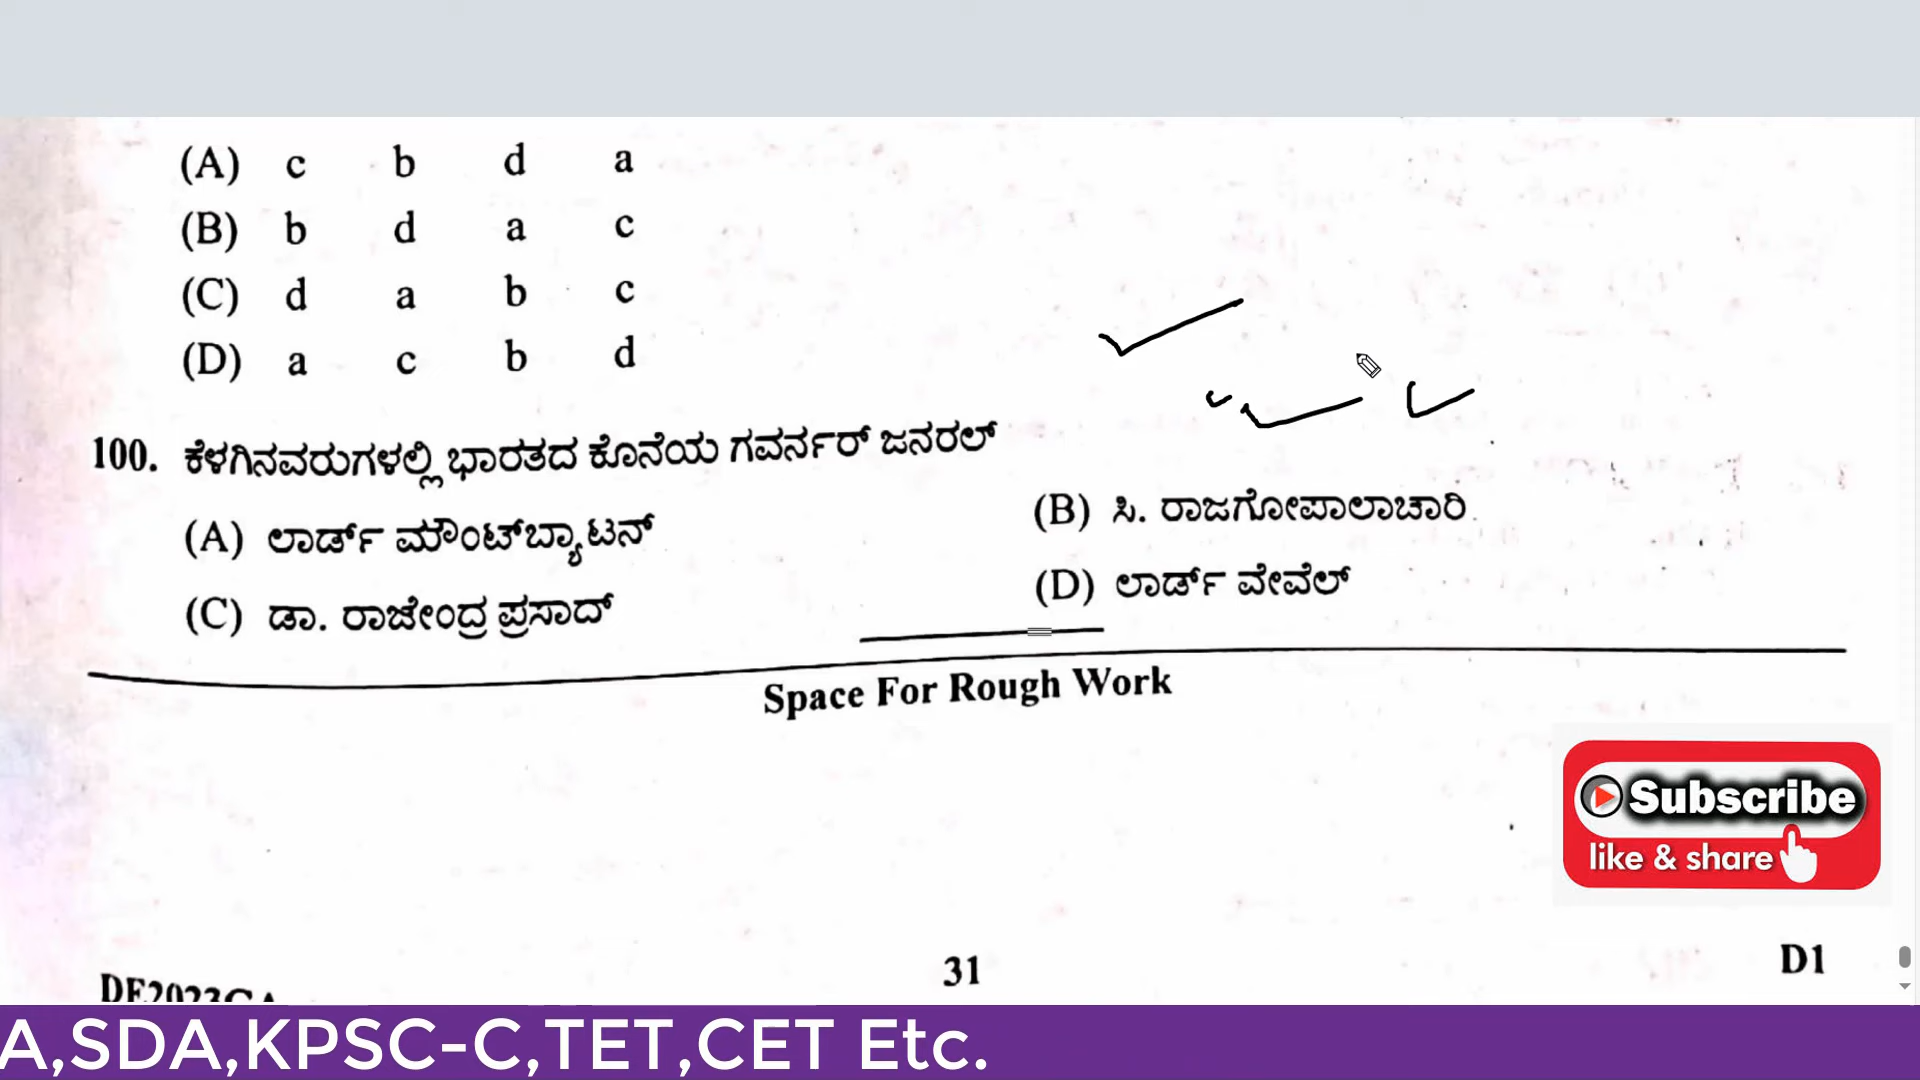 (A) c b d a
(B) b d a c
(C) d a b c
(D) a c b d
100. ಕೆಳಗಿನವರುಗಳಲ್ಲಿ ಭಾರತದ ಕೊನೆಯ ಗವರ್ನರ್ ಜನರಲ್
(A) ಲಾರ್ಡ್ ಮೌಂಟ್‌ಬ್ಯಾಟನ್ (B) ಸಿ. ರಾಜಗೋಪಾಲಾಚಾರಿ
(C) ಡಾ. ರಾಜೇಂದ್ರ ಪ್ರಸಾದ್ (D) ಲಾರ್ಡ್ ವೇವೆಲ್
Space For Rough Work
Subscribe
like & share
31 D1
DE2023GA
A,SDA,KPSC-C,TET,CET Etc.